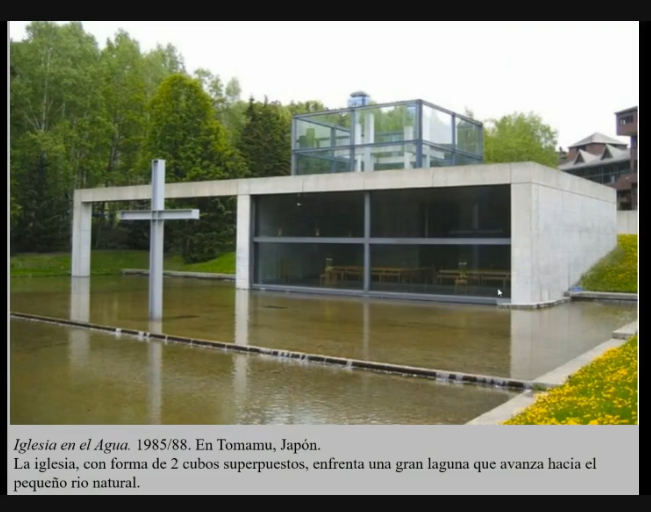 Iglesia en el Agua. 1985/88. En Tomamu, Japón.
La iglesia, con forma de 2 cubos superpuestos, enfrenta una gran laguna que avanza hacia el
pequeño rio natural.